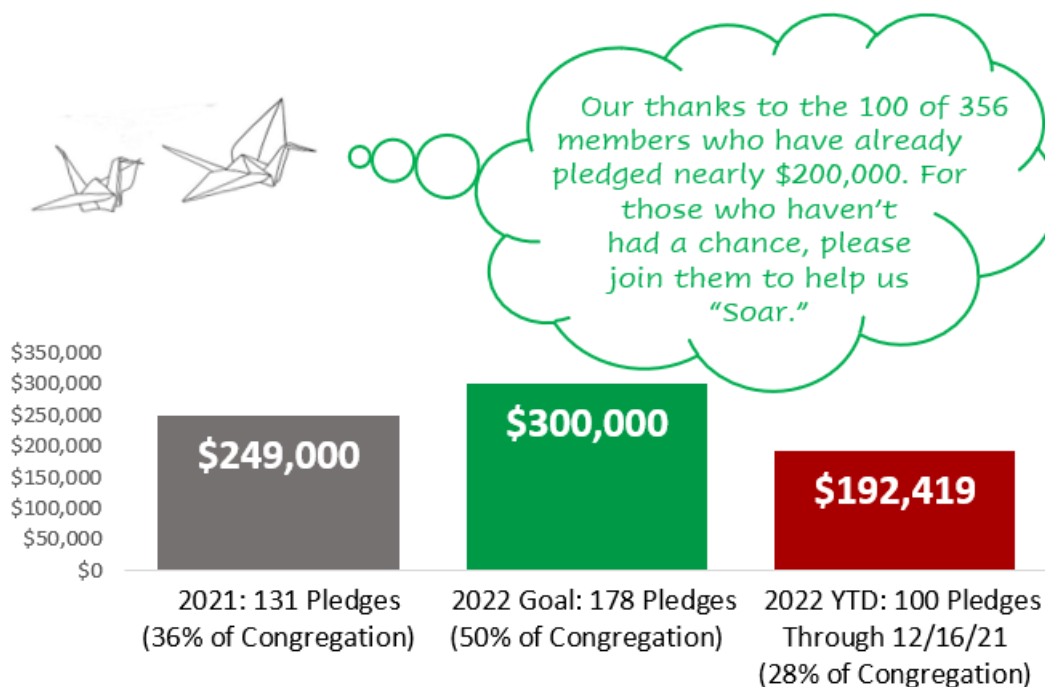 Our thanks to the 100 of 356
members who have already
pledged nearly $200,000. For
those who haven't
had a chance, please
join them to help us
“Soar.”
$350,000
$300,000
$250,000
$200,000
$150,000
$100,000
$50,000
$0
$249,000
$300,000
$192,419
2021: 131 Pledges
(36% of Congregation)
2022 Goal: 178 Pledges
(50% of Congregation)
2022 YTD: 100 Pledges
Through 12/16/21
(28% of Congregation)